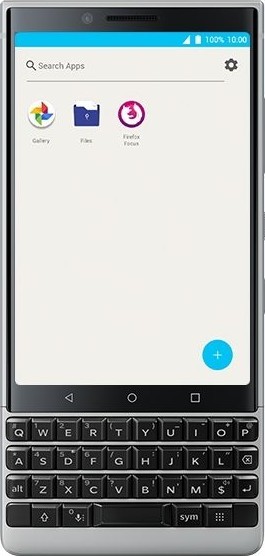 100% 10:00
Search Apps
Gallery Files Firefox
Focus
Q W E R T Y U I O P
A S D F G H J K L
alt Z X C V B N M $
sym